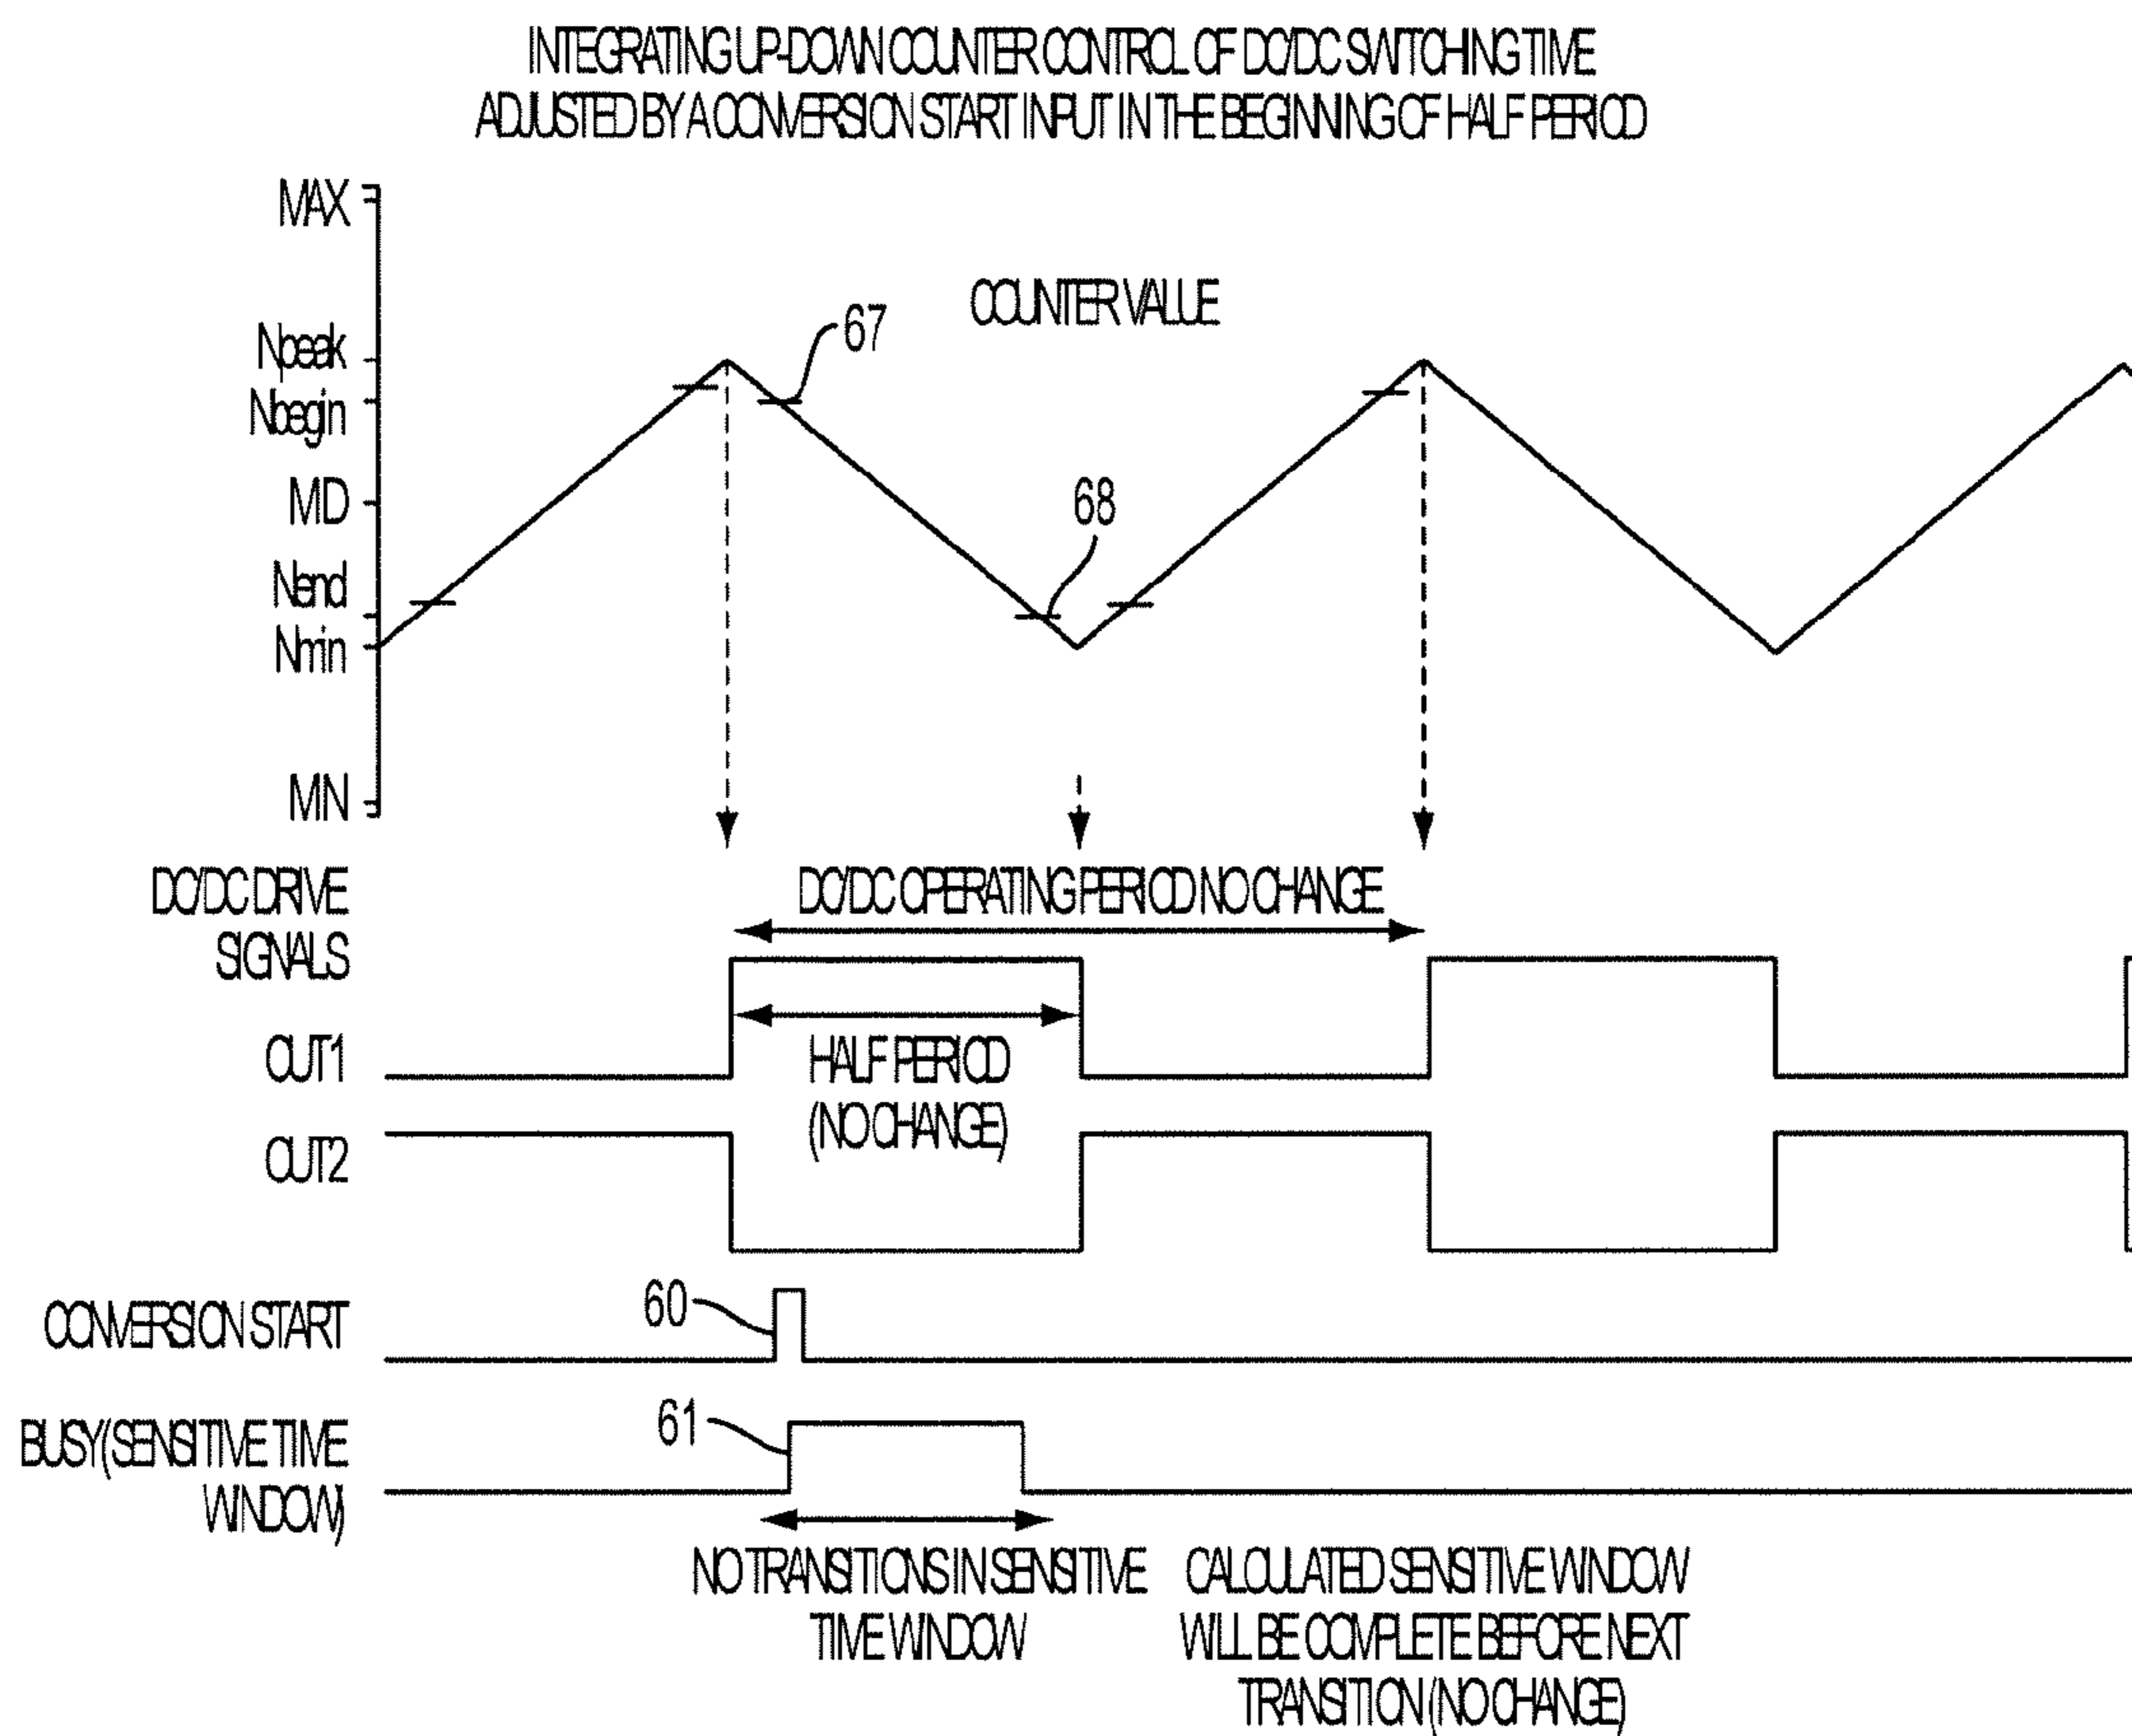 INTEGRATING UP-DOWN COUNTER CONTROL OF DC/DC SWITCHING TIME
ADJUSTED BY A CONVERSION START INPUT IN THE BEGINNING OF HALF PERIOD
MAX
COUNTER VALUE
67
Npeak
Nbegin
MID
68
Nend
Nmin
MIN
DC/DC DRIVE
SIGNALS
DC/DC OPERATING PERIOD NO CHANGE
OUT1
HALF PERIOD
(NO CHANGE)
OUT2
60
CONVERSION START
61
BUSY (SENSITIVE TIME
WINDOW)
NO TRANSITIONS IN SENSITIVE
TIME WINDOW
CALCULATED SENSITIVE WINDOW
WILL BE COMPLETE BEFORE NEXT
TRANSITION (NO CHANGE)